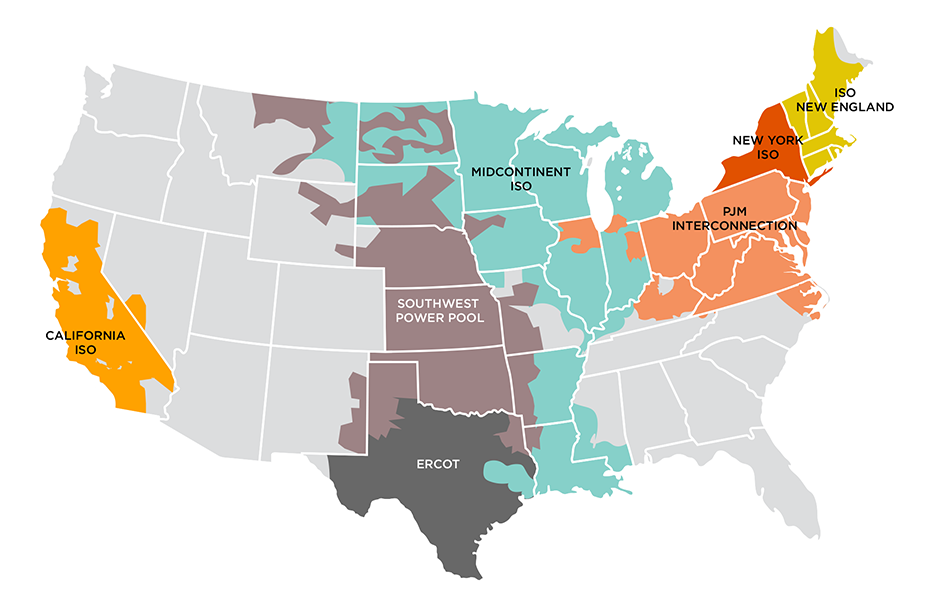 ISO
NEW ENGLAND
NEW YORK
ISO
MIDCONTINENT
ISO
PJM
INTERCONNECTION
SOUTHWEST
POWER POOL
CALIFORNIA
ISO
ERCOT